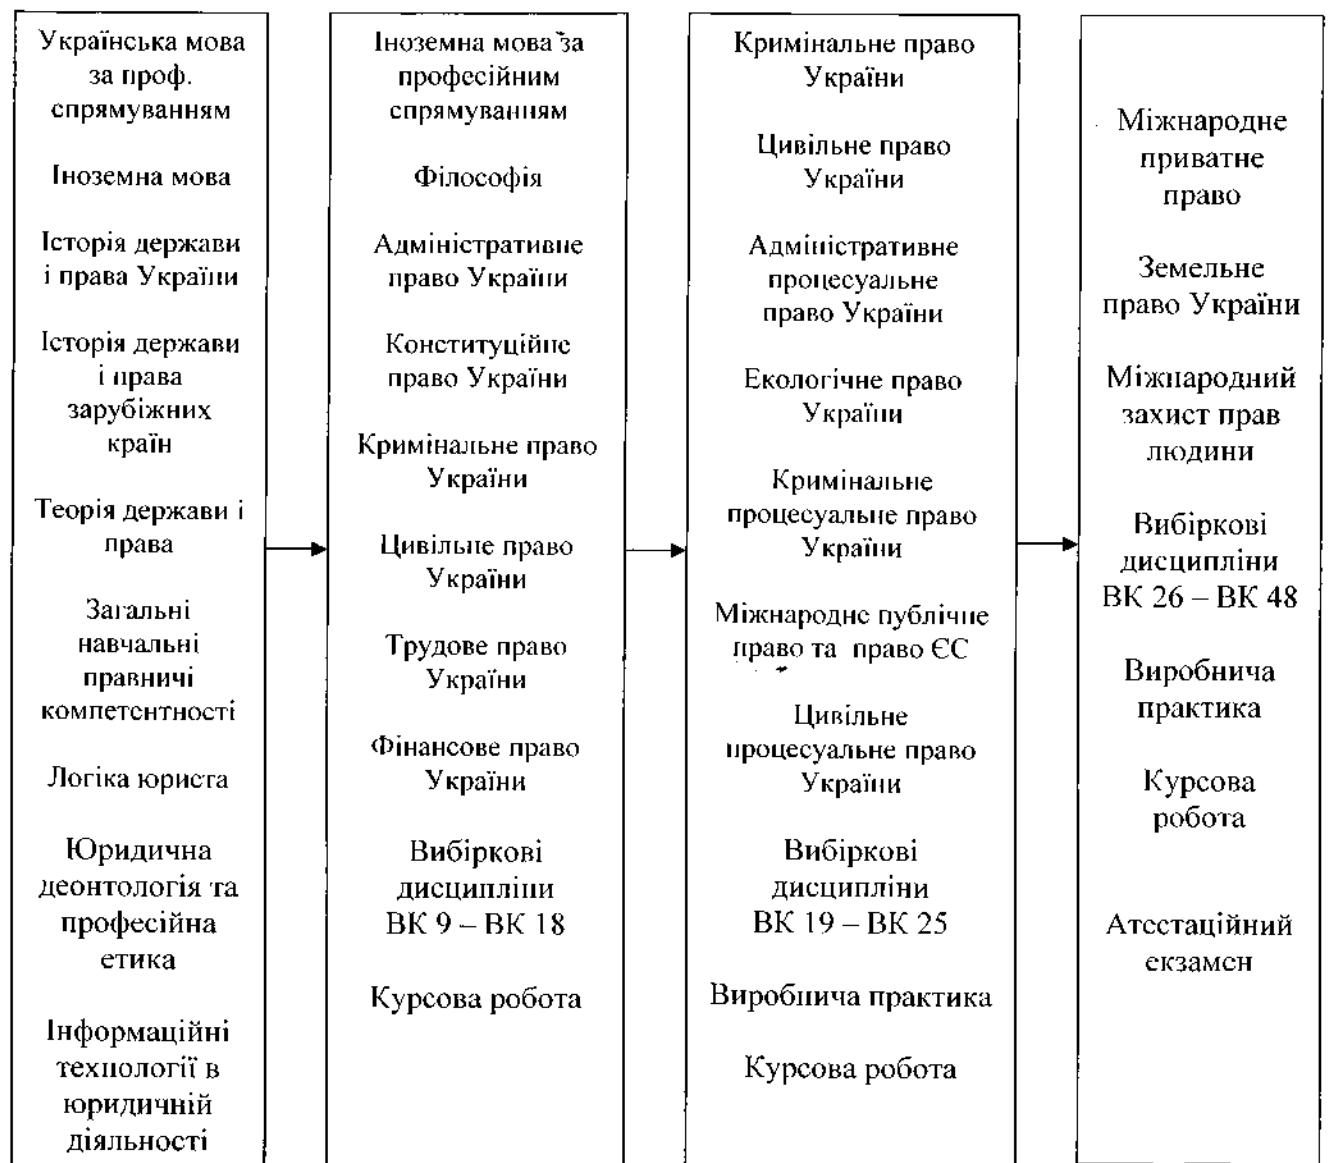 Українська мова
за проф.
спрямуванням
Іноземна мова
Історія держави
і права України
Історія держави
і права
зарубіжних
країн
Теорія держави і
права
Загальні
навчальні
правничі
компетентності
Логіка юриста
Юридична
деонтологія та
професійна
етика
Інформаційні
технології в
юридичній
діяльності
Іноземна мова за
професійним
спрямуванням
Філософія
Адміністративне
право України
Конституційне
право України
Кримінальне право
України
Цивільне право
України
Трудове право
України
Фінансове право
України
Вибіркові
дисципліни
ВК 9 – ВК 18
Курсова робота
Кримінальне право
України
Цивільне право
України
Адміністративне
процесуальне
право України
Екологічне право
України
Кримінальне
процесуальне право
України
Міжнародне публічне
право та право ЄС
Цивільне
процесуальне право
України
Вибіркові
дисципліни
ВК 19 – ВК 25
Виробнича практика
Курсова робота
Міжнародне
приватне
право
Земельне
право України
Міжнародний
захист прав
людини
Вибіркові
дисципліни
ВК 26 – ВК 48
Виробнича
практика
Курсова
робота
Атестаційний
екзамен